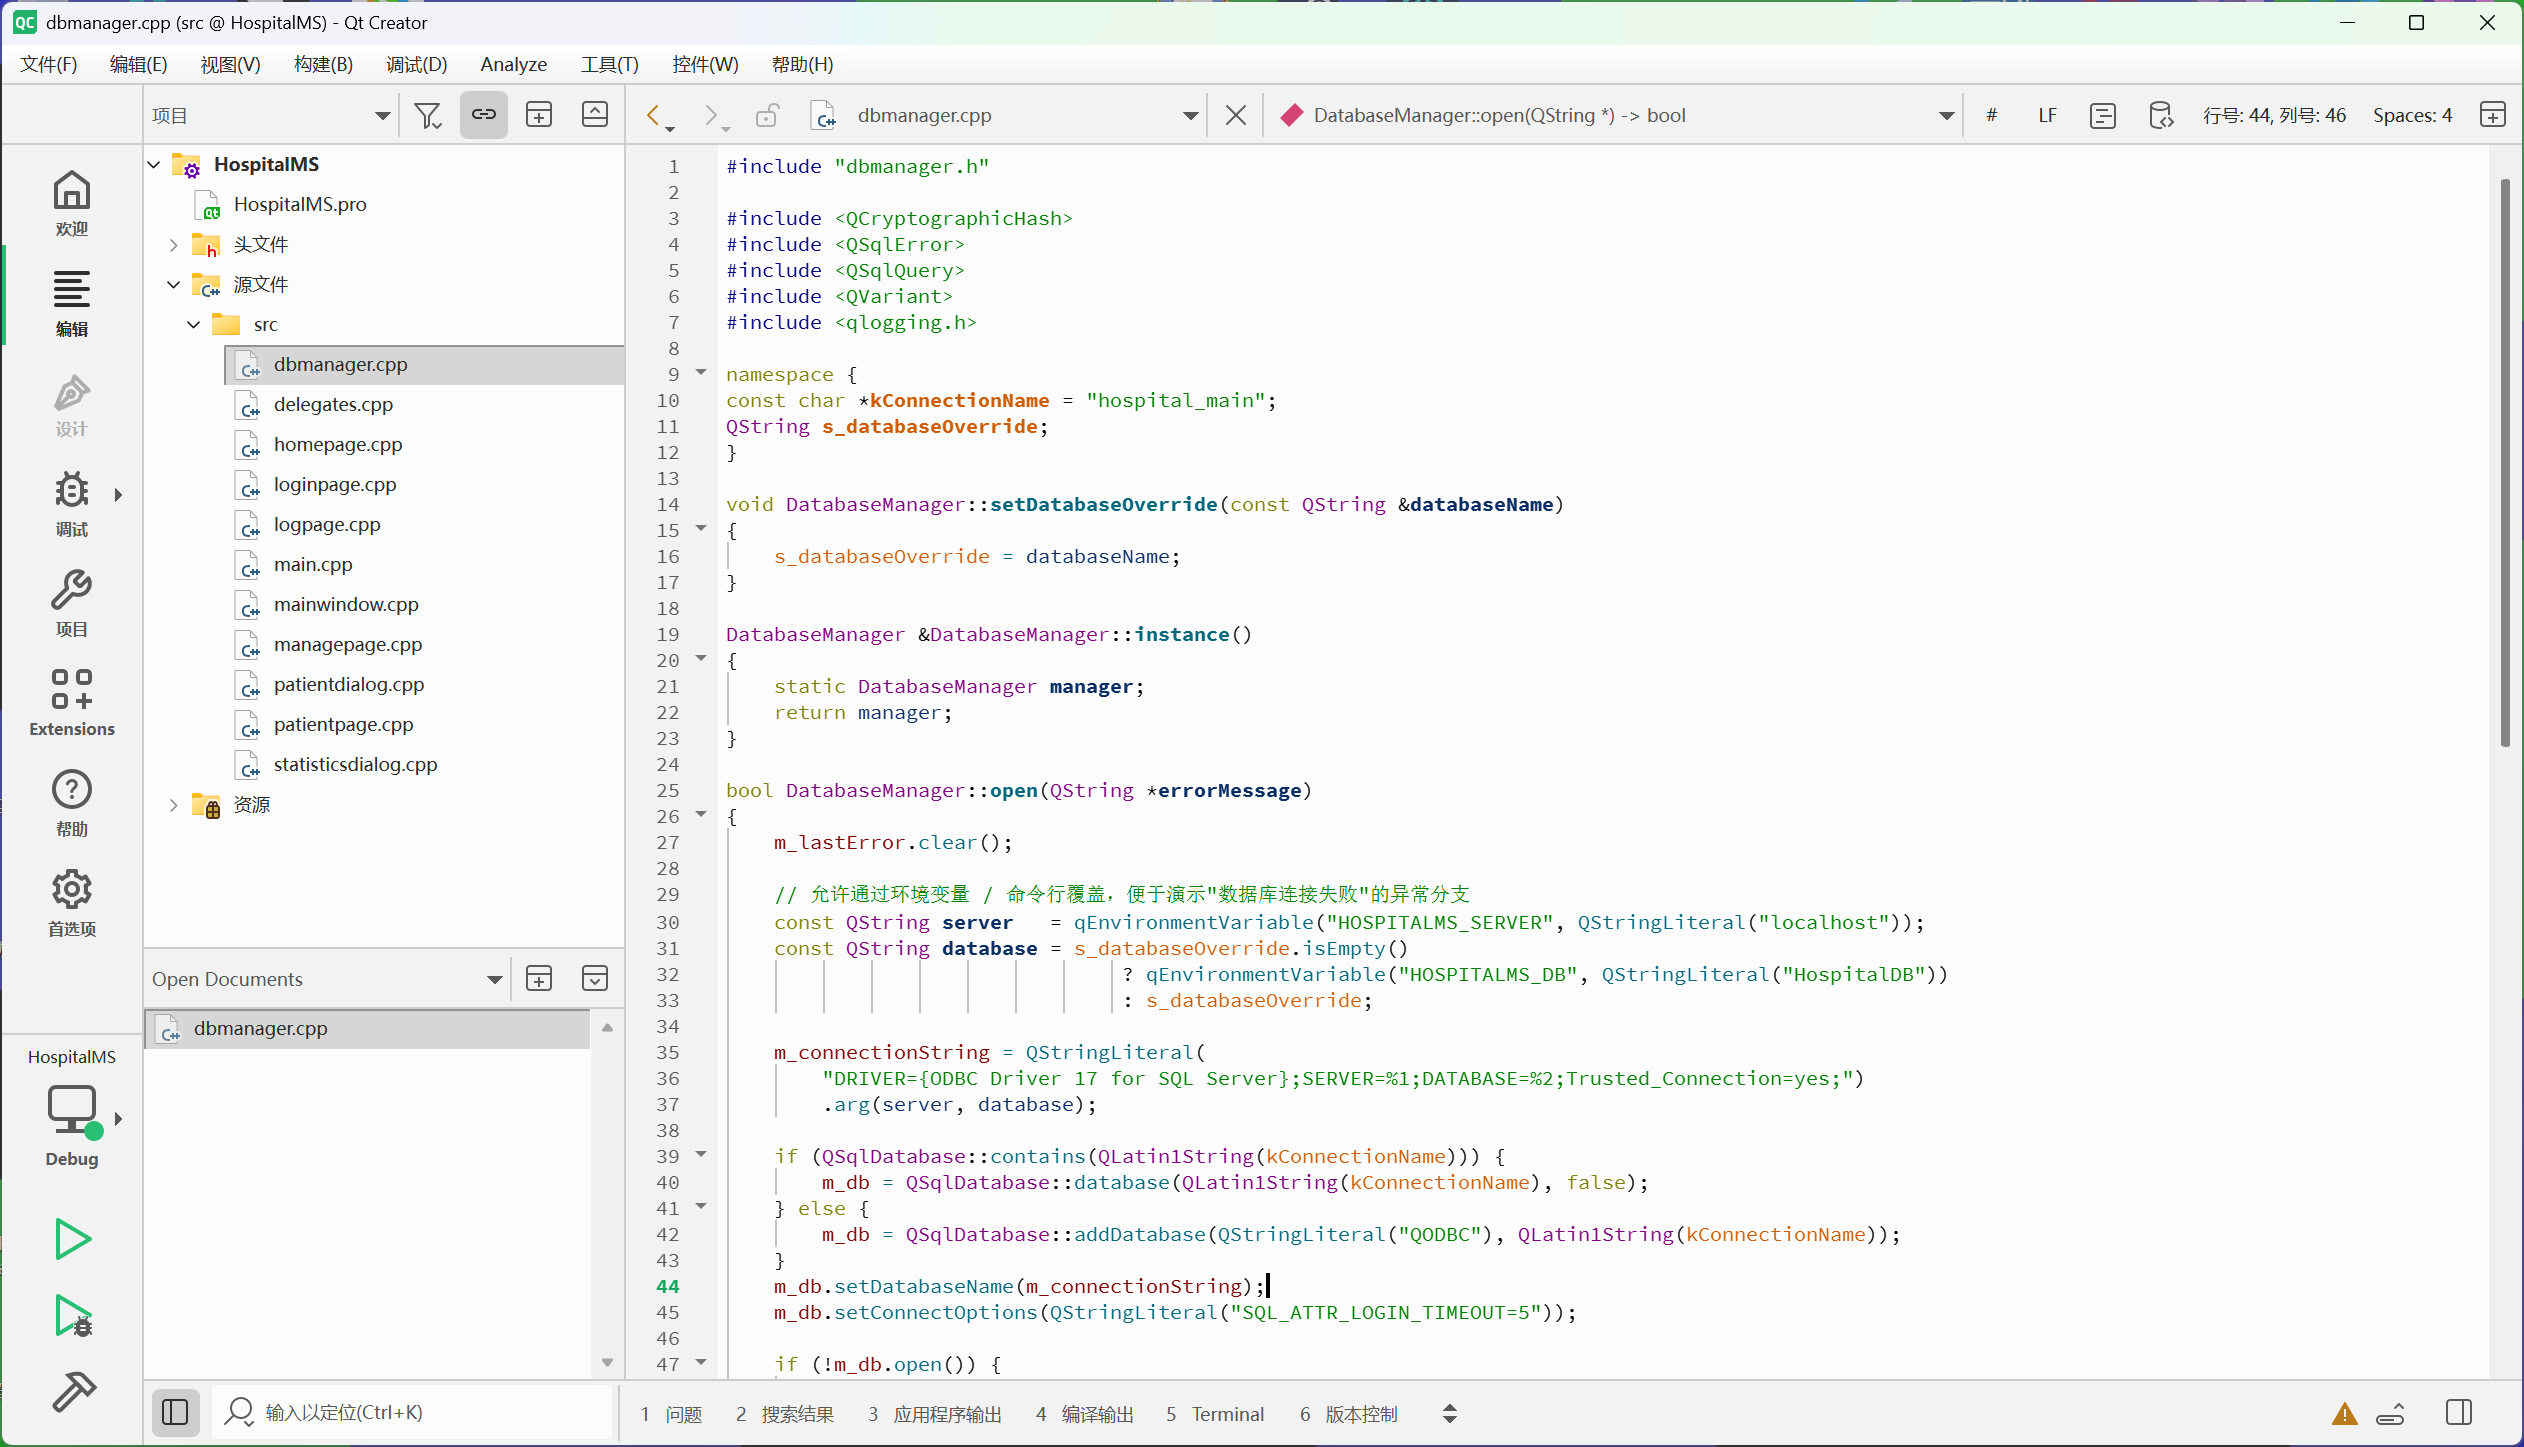 dbmanager.cpp (src @ HospitalMS) - Qt Creator
文件(F) 编辑(E) 视图(V) 构建(B) 调试(D) Analyze 工具(T) 控件(W) 帮助(H)
项目
dbmanager.cpp
DatabaseManager::open(QString *) -> bool
# LF 行号: 44, 列号: 46 Spaces: 4
欢迎
编辑
设计
调试
项目
Extensions
帮助
首选项
HospitalMS
Debug
HospitalMS
HospitalMS.pro
头文件
源文件
src
dbmanager.cpp
delegates.cpp
homepage.cpp
loginpage.cpp
logpage.cpp
main.cpp
mainwindow.cpp
managepage.cpp
patientdialog.cpp
patientpage.cpp
statisticsdialog.cpp
资源
Open Documents
dbmanager.cpp
1 #include "dbmanager.h"
2
3 #include <QCryptographicHash>
4 #include <QSqlError>
5 #include <QSqlQuery>
6 #include <QVariant>
7 #include <qlogging.h>
8
9 namespace {
10 const char *kConnectionName = "hospital_main";
11 QString s_databaseOverride;
12 }
13
14 void DatabaseManager::setDatabaseOverride(const QString &databaseName)
15 {
16     s_databaseOverride = databaseName;
17 }
18
19 DatabaseManager &DatabaseManager::instance()
20 {
21     static DatabaseManager manager;
22     return manager;
23 }
24
25 bool DatabaseManager::open(QString *errorMessage)
26 {
27     m_lastError.clear();
28
29     // 允许通过环境变量 / 命令行覆盖，便于演示"数据库连接失败"的异常分支
30     const QString server   = qEnvironmentVariable("HOSPITALMS_SERVER", QStringLiteral("localhost"));
31     const QString database = s_databaseOverride.isEmpty()
32                                  ? qEnvironmentVariable("HOSPITALMS_DB", QStringLiteral("HospitalDB"))
33                                  : s_databaseOverride;
34
35     m_connectionString = QStringLiteral(
36         "DRIVER={ODBC Driver 17 for SQL Server};SERVER=%1;DATABASE=%2;Trusted_Connection=yes;")
37         .arg(server, database);
38
39     if (QSqlDatabase::contains(QLatin1String(kConnectionName))) {
40         m_db = QSqlDatabase::database(QLatin1String(kConnectionName), false);
41     } else {
42         m_db = QSqlDatabase::addDatabase(QStringLiteral("QODBC"), QLatin1String(kConnectionName));
43     }
44     m_db.setDatabaseName(m_connectionString);
45     m_db.setConnectOptions(QStringLiteral("SQL_ATTR_LOGIN_TIMEOUT=5"));
46
47     if (!m_db.open()) {
输入以定位(Ctrl+K)
1 问题 2 搜索结果 3 应用程序输出 4 编译输出 5 Terminal 6 版本控制